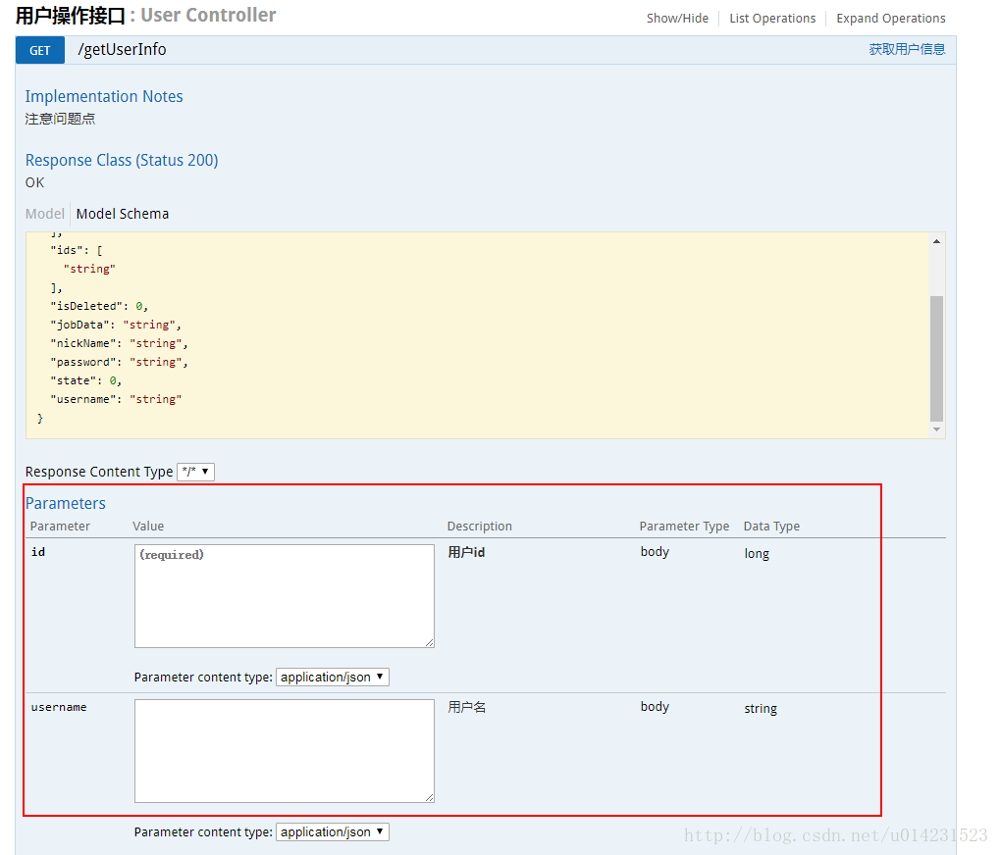 用户操作接口 : User Controller
Show/Hide List Operations Expand Operations
GET /getUserInfo 获取用户信息
Implementation Notes
注意问题点
Response Class (Status 200)
OK
Model Model Schema
],
"ids": [
"string"
],
"isDeleted": 0,
"jobData": "string",
"nickName": "string",
"password": "string",
"state": 0,
"username": "string"
}
Response Content Type */*
Parameters
Parameter Value Description Parameter Type Data Type
id (required) 用户id body long
Parameter content type: application/json
username 用户名 body string
Parameter content type: application/json
http://blog.csdn.net/u014231523